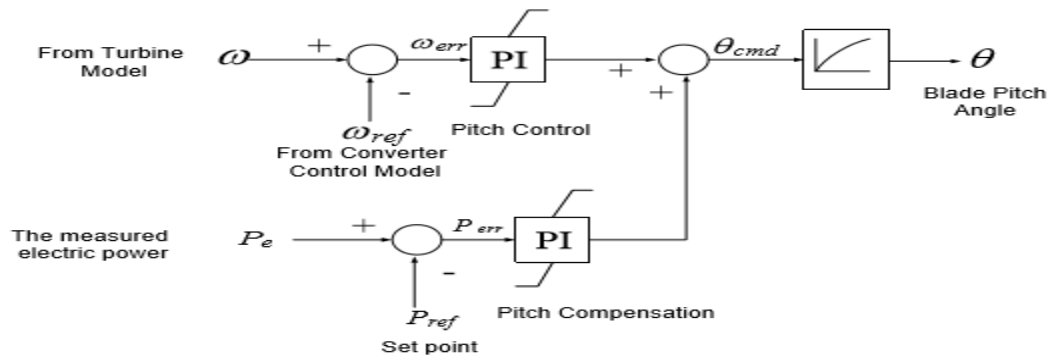 From Turbine
Model
ω
+
-
ω_err
PI
Pitch Control
ω_ref
From Converter
Control Model
+
+
θ_cmd
θ
Blade Pitch
Angle
The measured
electric power
P_e
+
-
P_err
PI
Pitch Compensation
P_ref
Set point